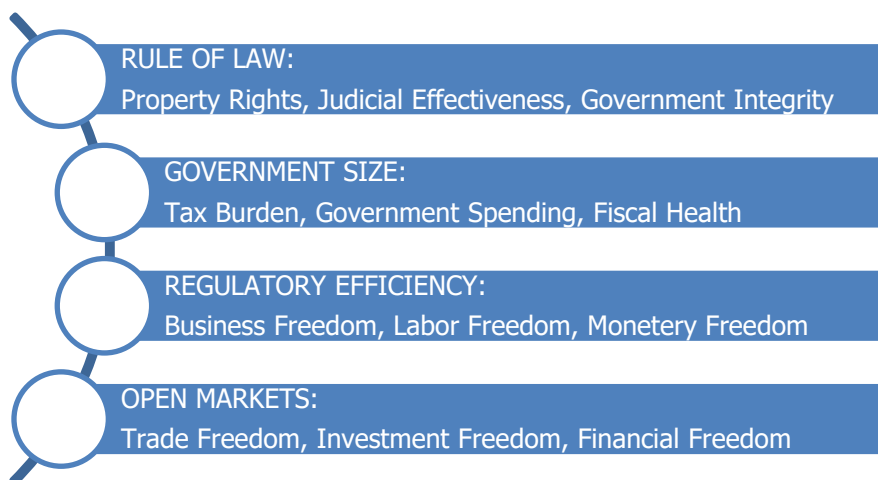 RULE OF LAW:
Property Rights, Judicial Effectiveness, Government Integrity
GOVERNMENT SIZE:
Tax Burden, Government Spending, Fiscal Health
REGULATORY EFFICIENCY:
Business Freedom, Labor Freedom, Monetery Freedom
OPEN MARKETS:
Trade Freedom, Investment Freedom, Financial Freedom